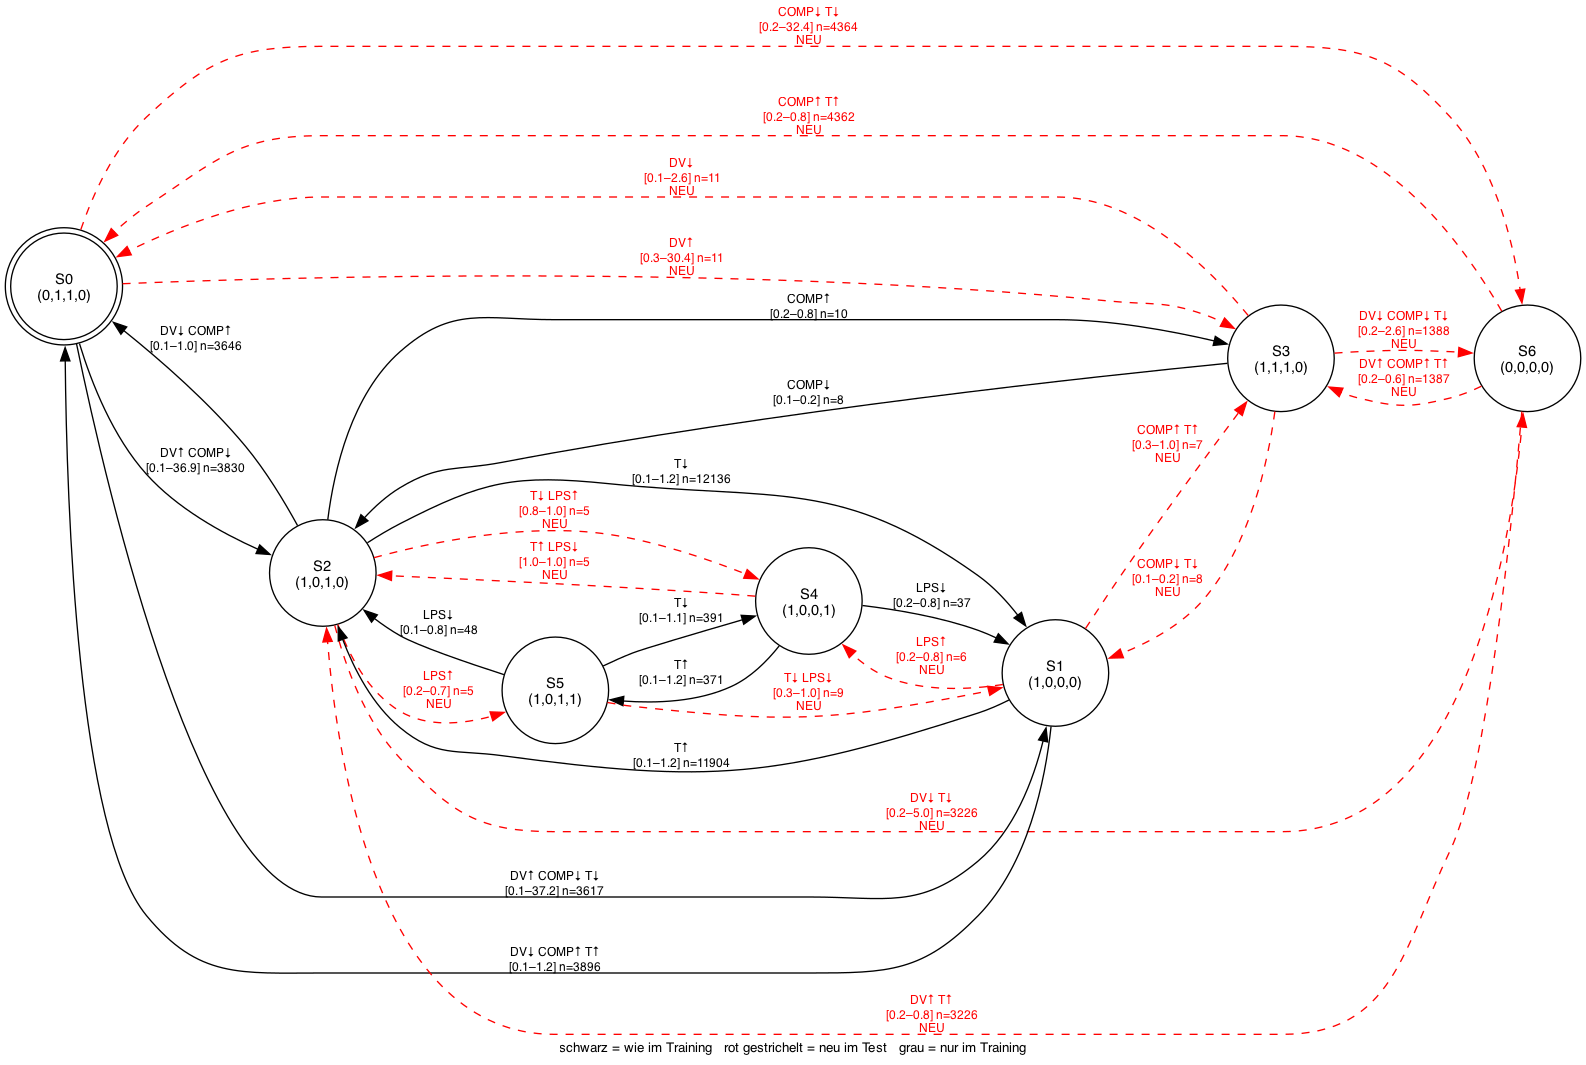 COMP↓ T↓
[0.2–32.4] n=4364
NEU
COMP↑ T↑
[0.2–0.8] n=4362
NEU
DV↓
[0.1–2.6] n=11
NEU
DV↑
[0.3–30.4] n=11
NEU
S0
(0,1,1,0)
COMP↑
[0.2–0.8] n=10
DV↓ COMP↑
[0.1–1.0] n=3646
DV↓ COMP↓ T↓
[0.2–2.6] n=1388
NEU
S3
(1,1,1,0)
S6
(0,0,0,0)
DV↑ COMP↑ T↑
[0.2–0.6] n=1387
NEU
COMP↓
[0.1–0.2] n=8
COMP↑ T↑
[0.3–1.0] n=7
NEU
DV↑ COMP↓
[0.1–36.9] n=3830
T↓
[0.1–1.2] n=12136
T↓ LPS↑
[0.8–1.0] n=5
NEU
T↑ LPS↓
[1.0–1.0] n=5
NEU
S2
(1,0,1,0)
COMP↓ T↓
[0.1–0.2] n=8
NEU
S4
(1,0,0,1)
LPS↓
[0.2–0.8] n=37
T↓
[0.1–1.1] n=391
LPS↓
[0.1–0.8] n=48
LPS↑
[0.2–0.8] n=6
NEU
S1
(1,0,0,0)
T↑
[0.1–1.2] n=371
S5
(1,0,1,1)
LPS↑
[0.2–0.7] n=5
NEU
T↓ LPS↓
[0.3–1.0] n=9
NEU
T↑
[0.1–1.2] n=11904
DV↓ T↓
[0.2–5.0] n=3226
NEU
DV↑ COMP↓ T↓
[0.1–37.2] n=3617
DV↓ COMP↑ T↑
[0.1–1.2] n=3896
DV↑ T↑
[0.2–0.8] n=3226
NEU
schwarz = wie im Training rot gestrichelt = neu im Test grau = nur im Training